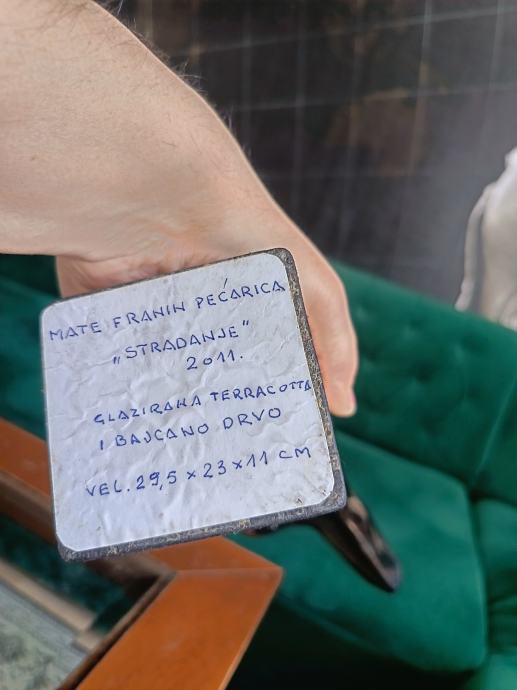 MATE FRANIN PEĆARICA
„STRADANJE"
2011.
GLAZIRANA TERRACOTTA
I BAJCANO DRVO
VEL. 29,5 x 23 x 11 CM